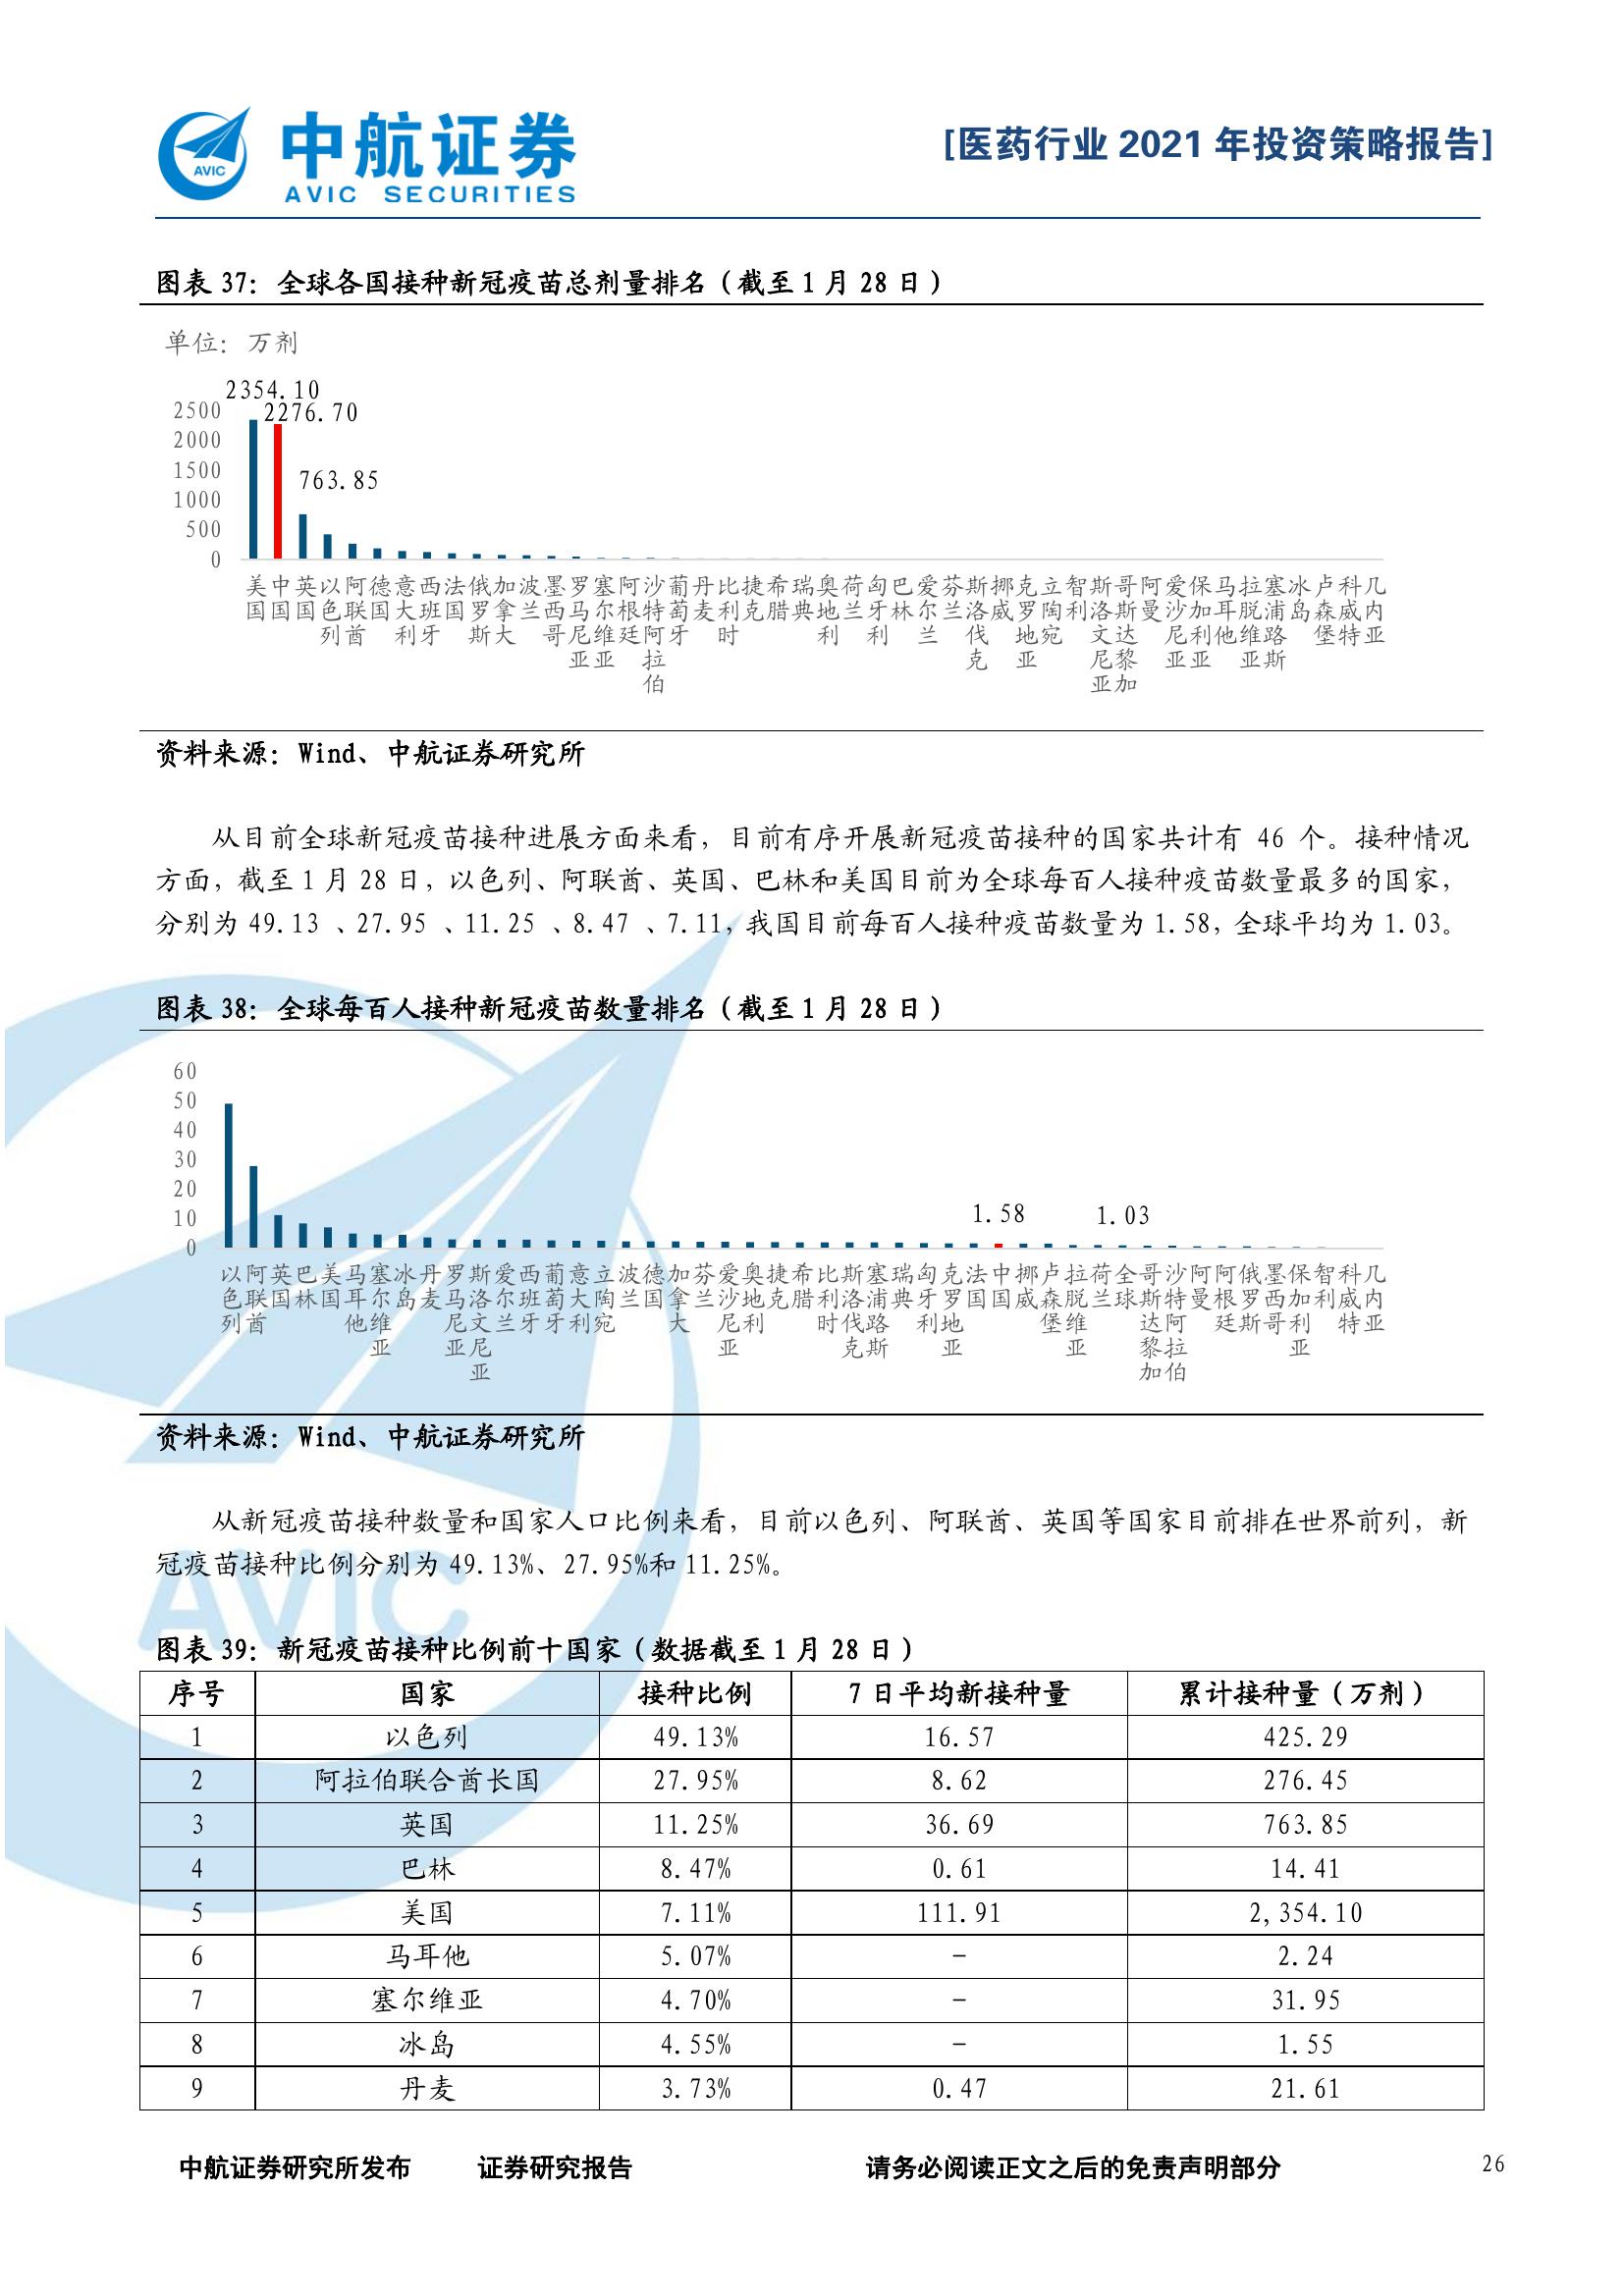 中航证券
AVIC SECURITIES
AVIC
[医药行业 2021 年投资策略报告]
图表 37：全球各国接种新冠疫苗总剂量排名（截至 1 月 28 日）
单位：万剂
2354.10
2276.70
763.85
2500
2000
1500
1000
500
0
美国 中国 英国 以色列 阿联酋 德国 意大利 西班牙 法国 俄罗斯 加拿大 波兰 墨西哥 罗马尼亚 塞尔维亚 阿根廷 沙特阿拉伯 葡萄牙 丹麦 比利时 捷克 希腊 瑞典 奥地利 荷兰 匈牙利 巴林 爱尔兰 芬兰 斯洛伐克 挪威 克罗地亚 立陶宛 智利 斯洛文尼亚 哥斯达黎加 阿曼 爱沙尼亚 保加利亚 马耳他 拉脱维亚 塞浦路斯 冰岛 卢森堡 科威特 几内亚
资料来源：Wind、中航证券研究所
从目前全球新冠疫苗接种进展方面来看，目前有序开展新冠疫苗接种的国家共计有 46 个。接种情况
方面，截至 1 月 28 日，以色列、阿联酋、英国、巴林和美国目前为全球每百人接种疫苗数量最多的国家，
分别为 49.13 、27.95 、11.25 、8.47 、7.11，我国目前每百人接种疫苗数量为 1.58，全球平均为 1.03。
图表 38：全球每百人接种新冠疫苗数量排名（截至 1 月 28 日）
60
50
40
30
20
10
0
1.58
1.03
以色列 阿联酋 英国 巴林 美国 马耳他 塞尔维亚 冰岛 丹麦 罗马尼亚 斯洛文尼亚 爱尔兰 西班牙 葡萄牙 意大利 立陶宛 波兰 德国 加拿大 芬兰 爱沙尼亚 奥地利 捷克 希腊 比利时 斯洛伐克 塞浦路斯 瑞典 匈牙利 克罗地亚 法国 中国 挪威 卢森堡 拉脱维亚 荷兰 全球 哥斯达黎加 沙特阿拉伯 阿曼 阿根廷 俄罗斯 墨西哥 保加利亚 智利 科威特 几内亚
资料来源：Wind、中航证券研究所
从新冠疫苗接种数量和国家人口比例来看，目前以色列、阿联酋、英国等国家目前排在世界前列，新
冠疫苗接种比例分别为 49.13%、27.95%和 11.25%。
AVIC
图表 39：新冠疫苗接种比例前十国家（数据截至 1 月 28 日）
序号 国家 接种比例 7 日平均新接种量 累计接种量（万剂）
1 以色列 49.13% 16.57 425.29
2 阿拉伯联合酋长国 27.95% 8.62 276.45
3 英国 11.25% 36.69 763.85
4 巴林 8.47% 0.61 14.41
5 美国 7.11% 111.91 2,354.10
6 马耳他 5.07% - 2.24
7 塞尔维亚 4.70% - 31.95
8 冰岛 4.55% - 1.55
9 丹麦 3.73% 0.47 21.61
中航证券研究所发布 证券研究报告 请务必阅读正文之后的免责声明部分 26